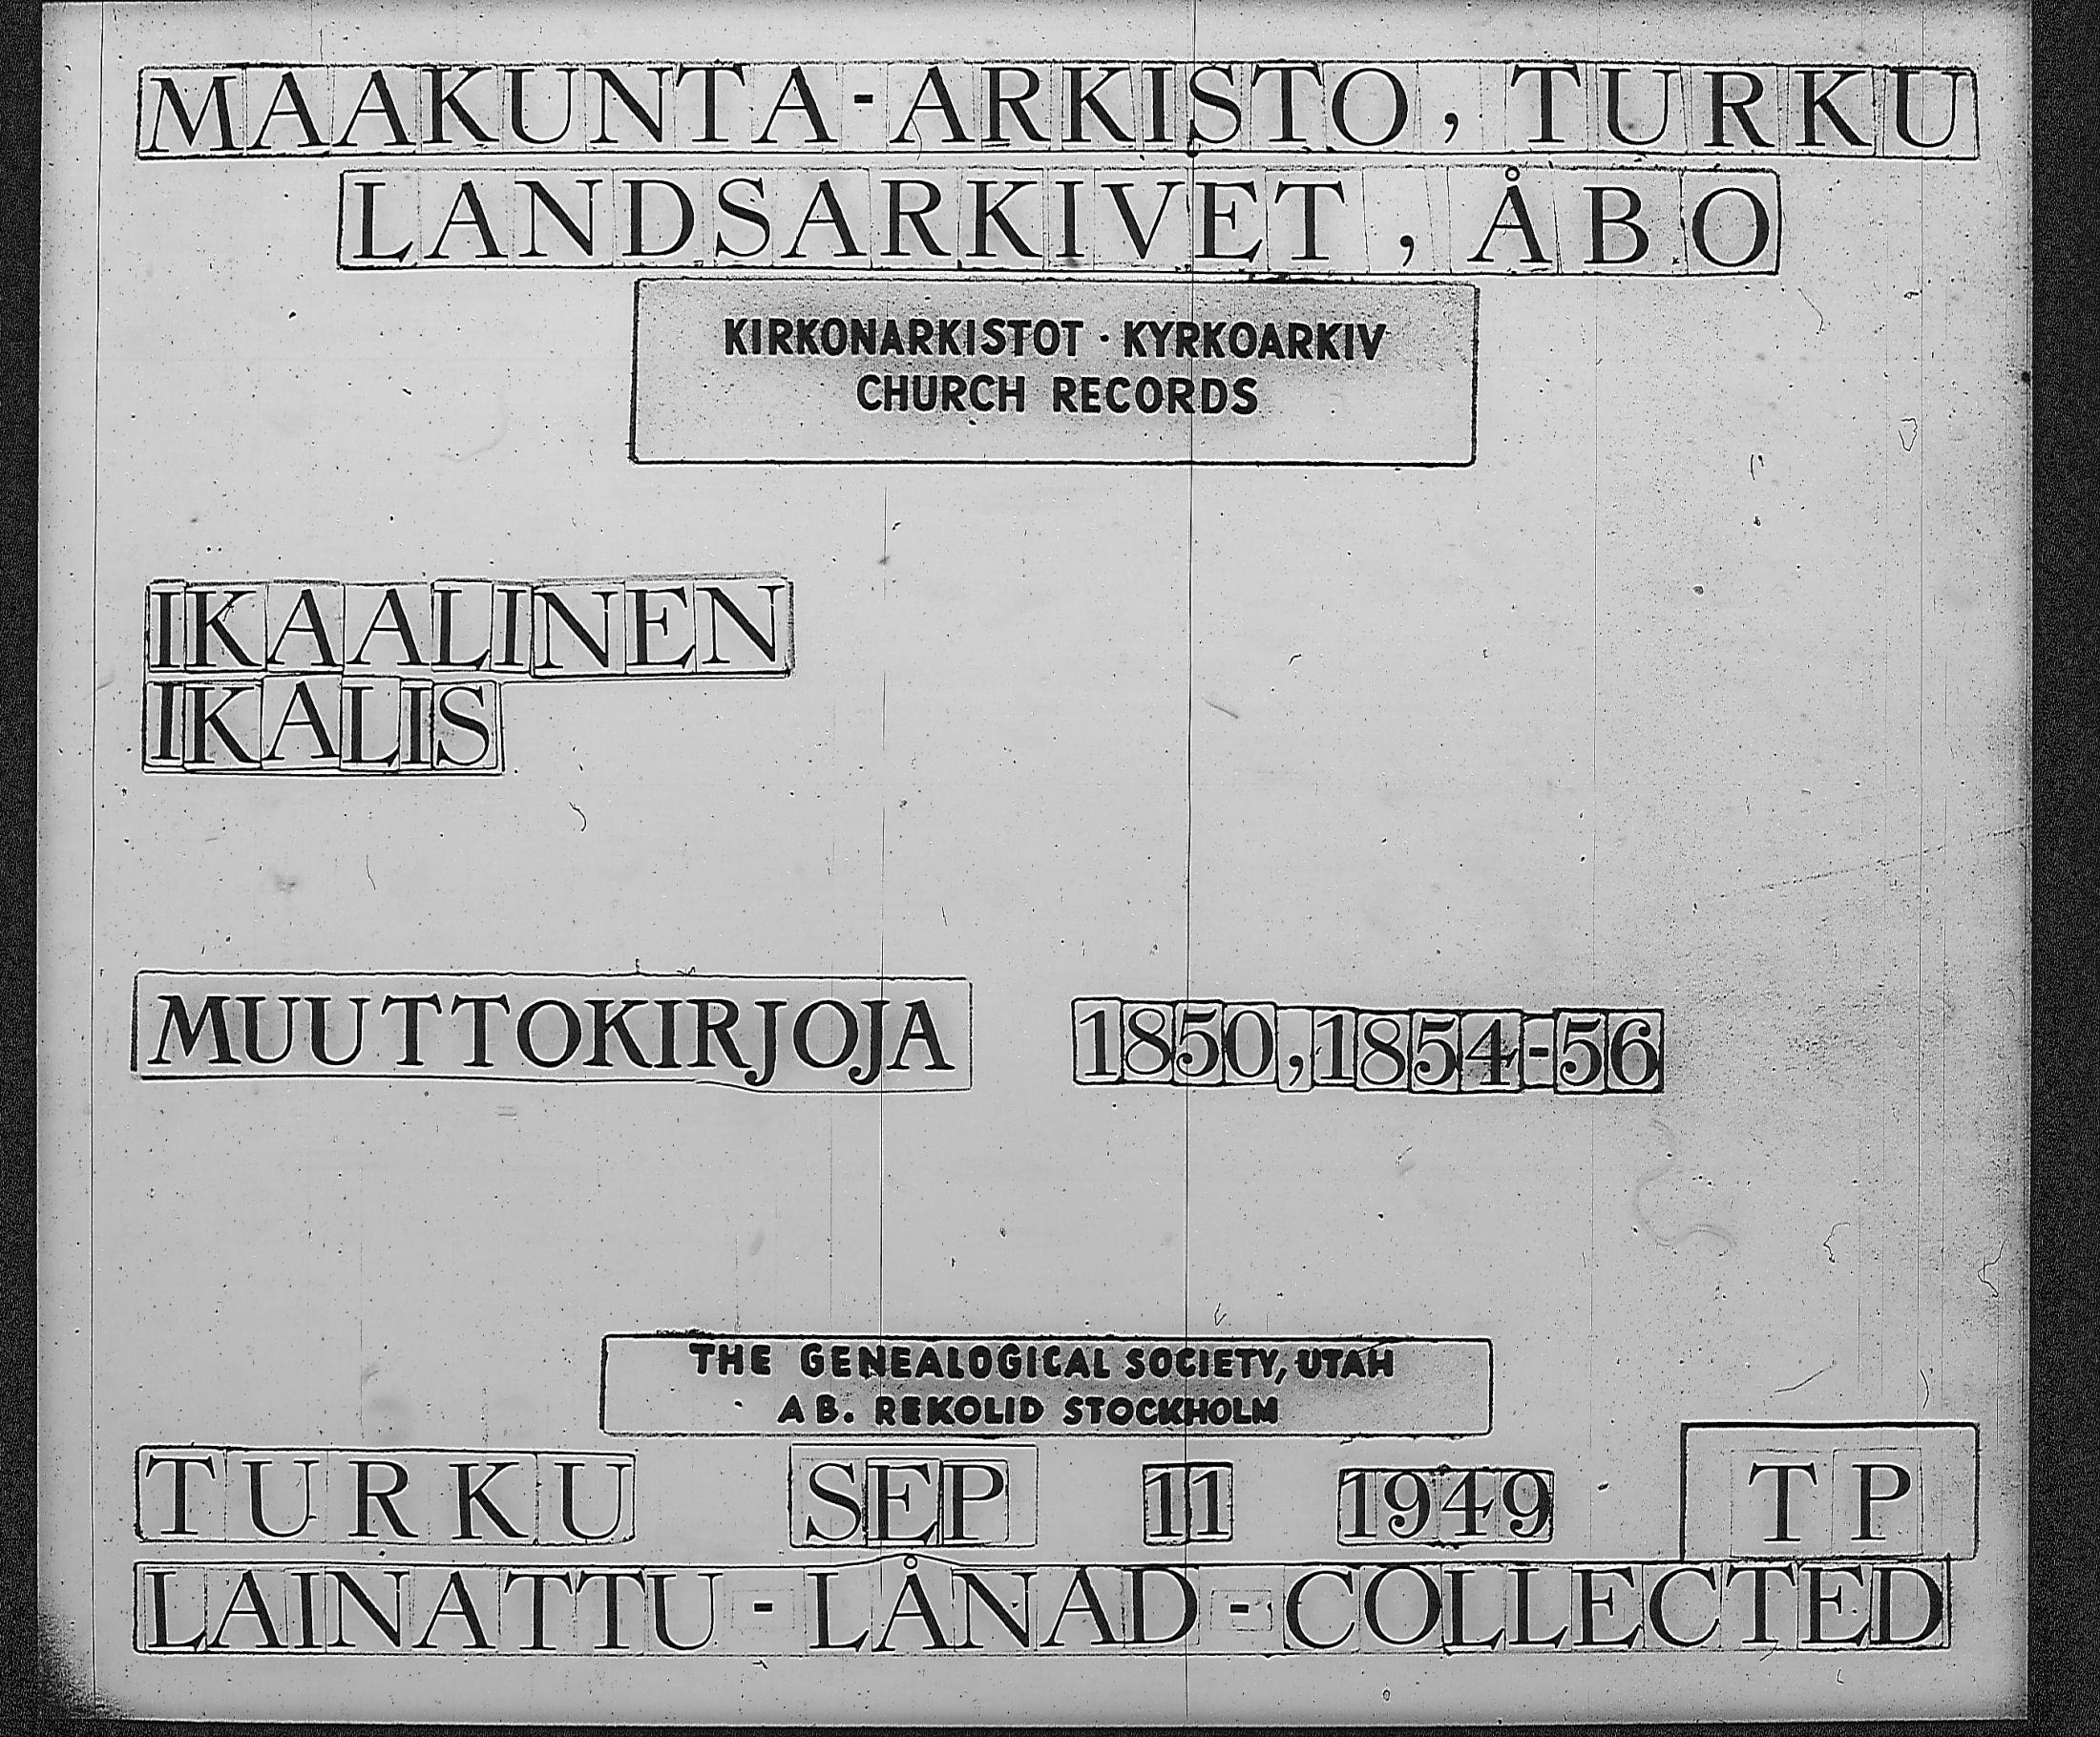 MAAKUNTA-ARKISTO, TURKU
LANDSARKIVET, ÅBO
KIRKONARKISTOT · KYRKOARKIV
CHURCH RECORDS
IKAALINEN
IKALIS
MUUTTOKIRJOJA 1850,1854-56
THE GENEALOGICAL SOCIETY, UTAH
AB. REKOLID STOCKHOLM
TURKU SEP 11 1949 TP
LAINATTU - LÅNAD - COLLECTED